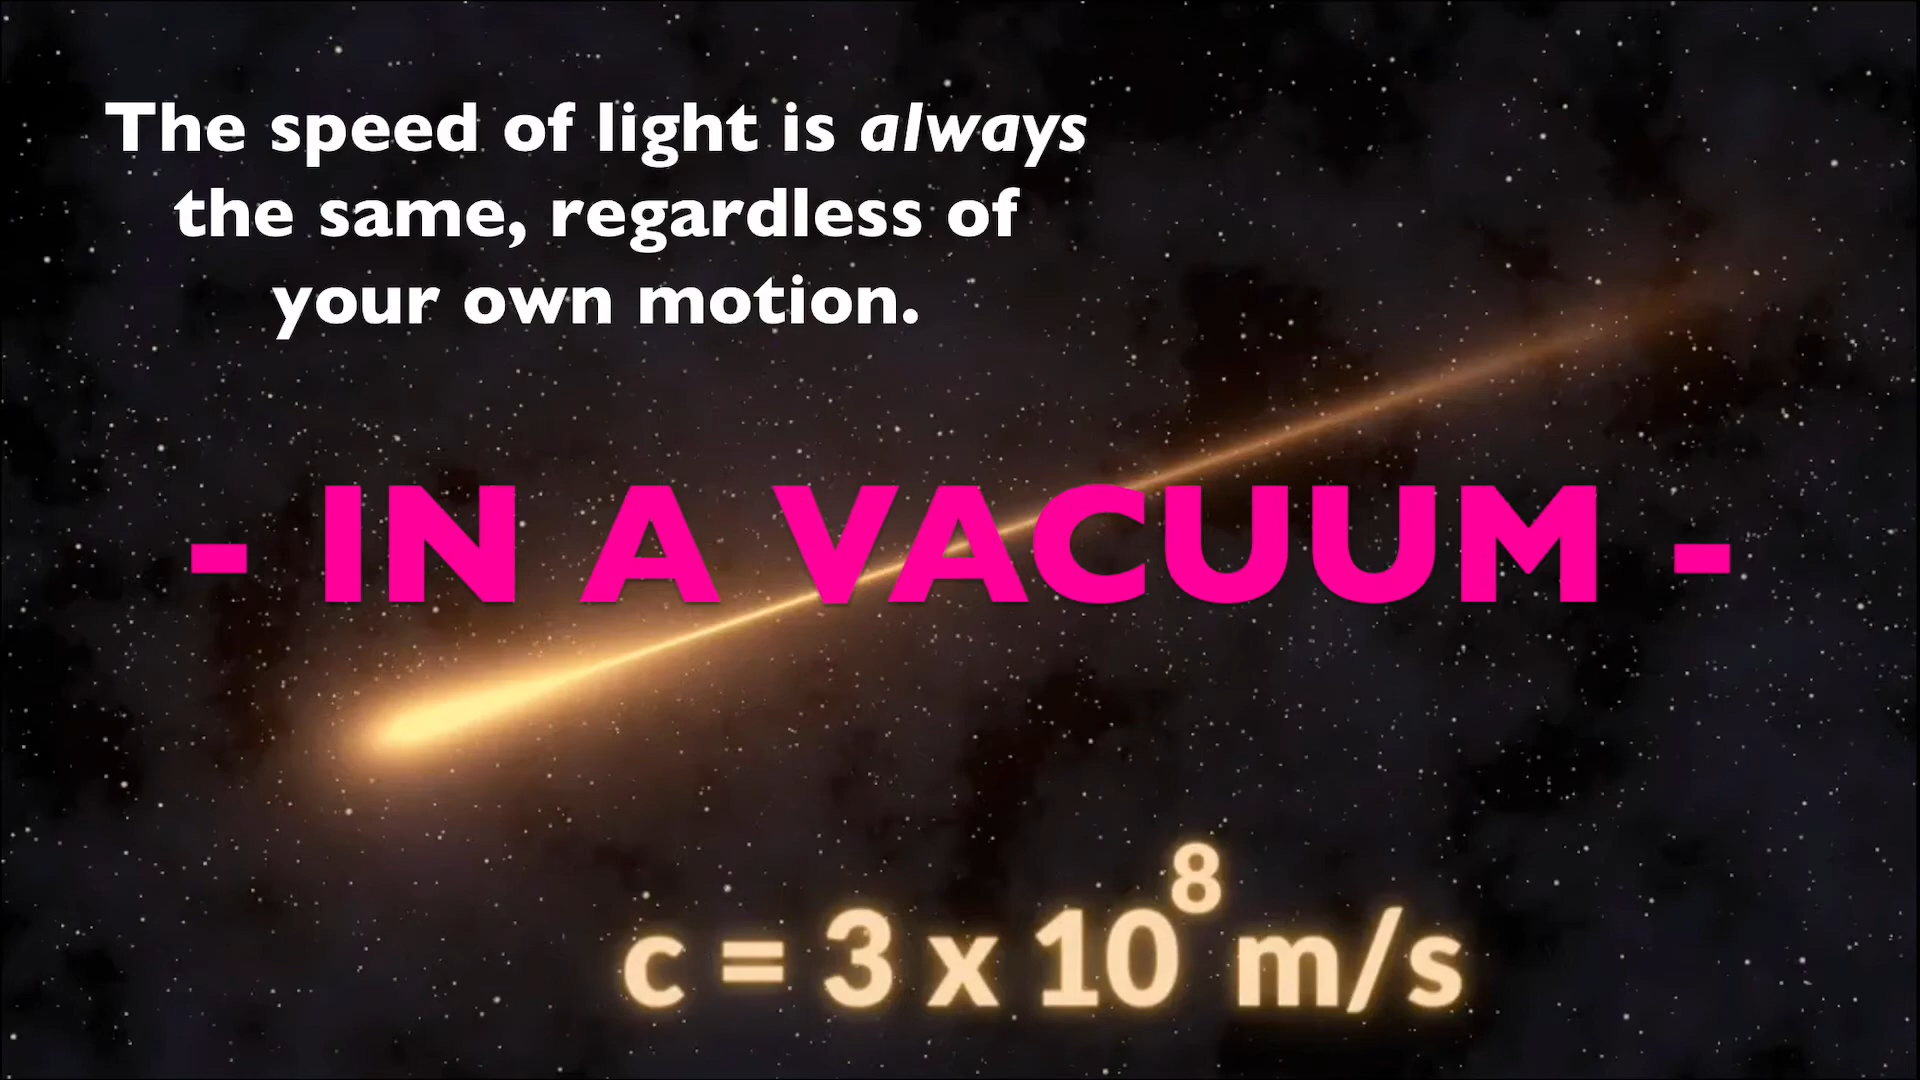 The speed of light is always
the same, regardless of
your own motion.
- IN A VACUUM -
c = 3 x 10⁸ m/s